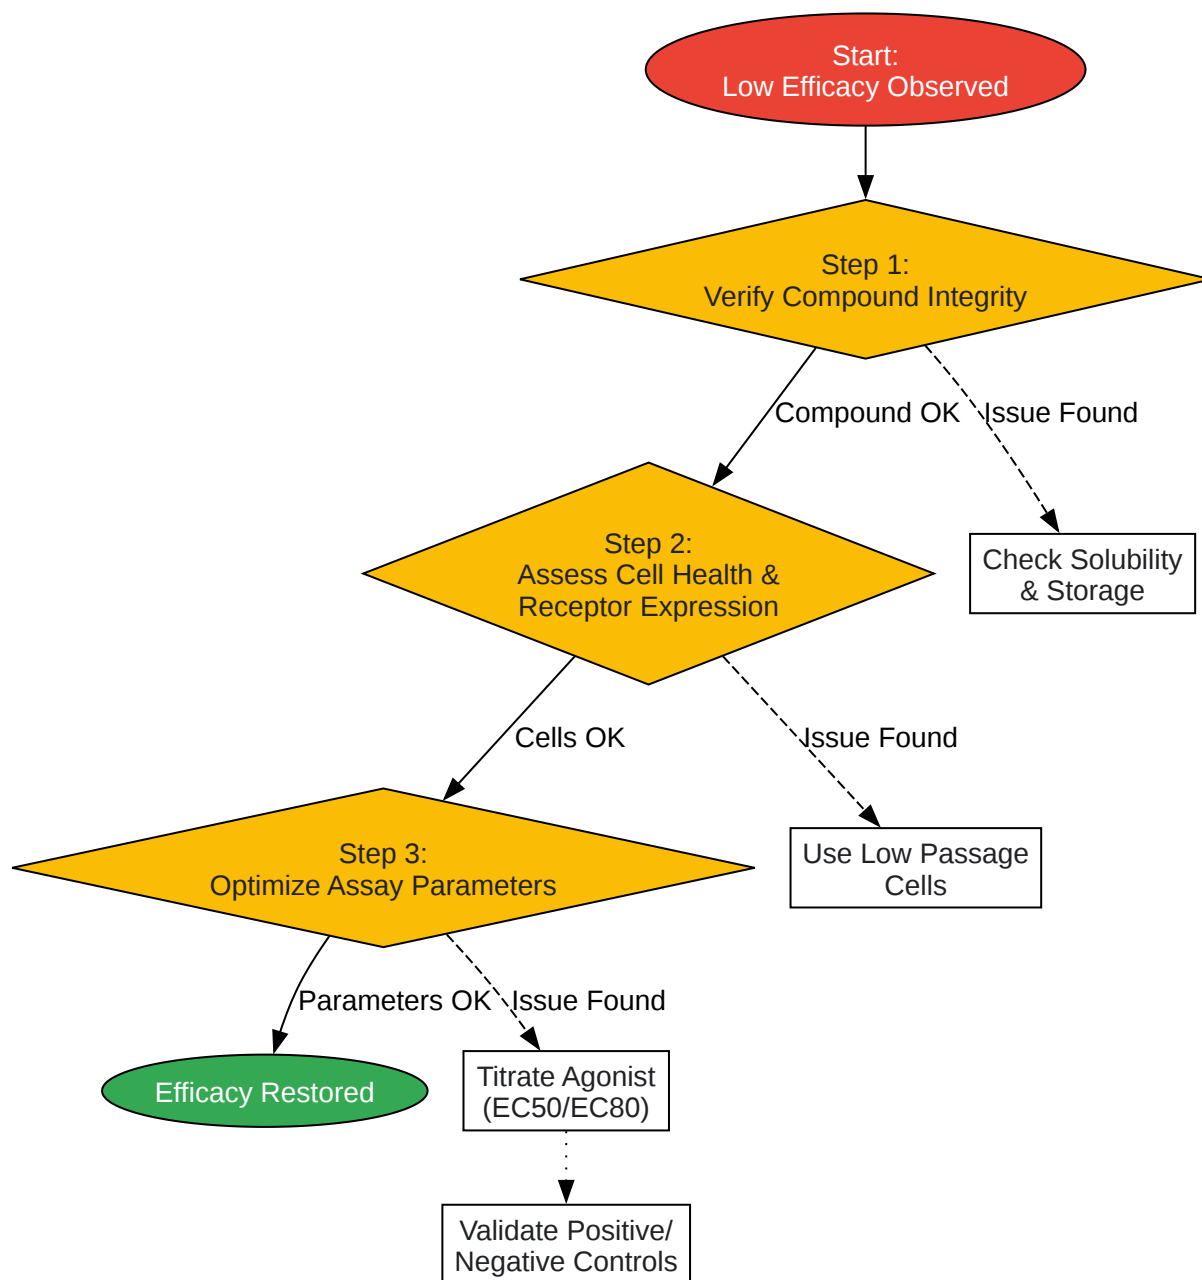 Start:
Low Efficacy Observed
Step 1:
Verify Compound Integrity
Compound OK
Issue Found
Step 2:
Assess Cell Health &
Receptor Expression
Check Solubility
& Storage
Cells OK
Issue Found
Step 3:
Optimize Assay Parameters
Use Low Passage
Cells
Parameters OK
Issue Found
Efficacy Restored
Titrate Agonist
(EC50/EC80)
Validate Positive/
Negative Controls